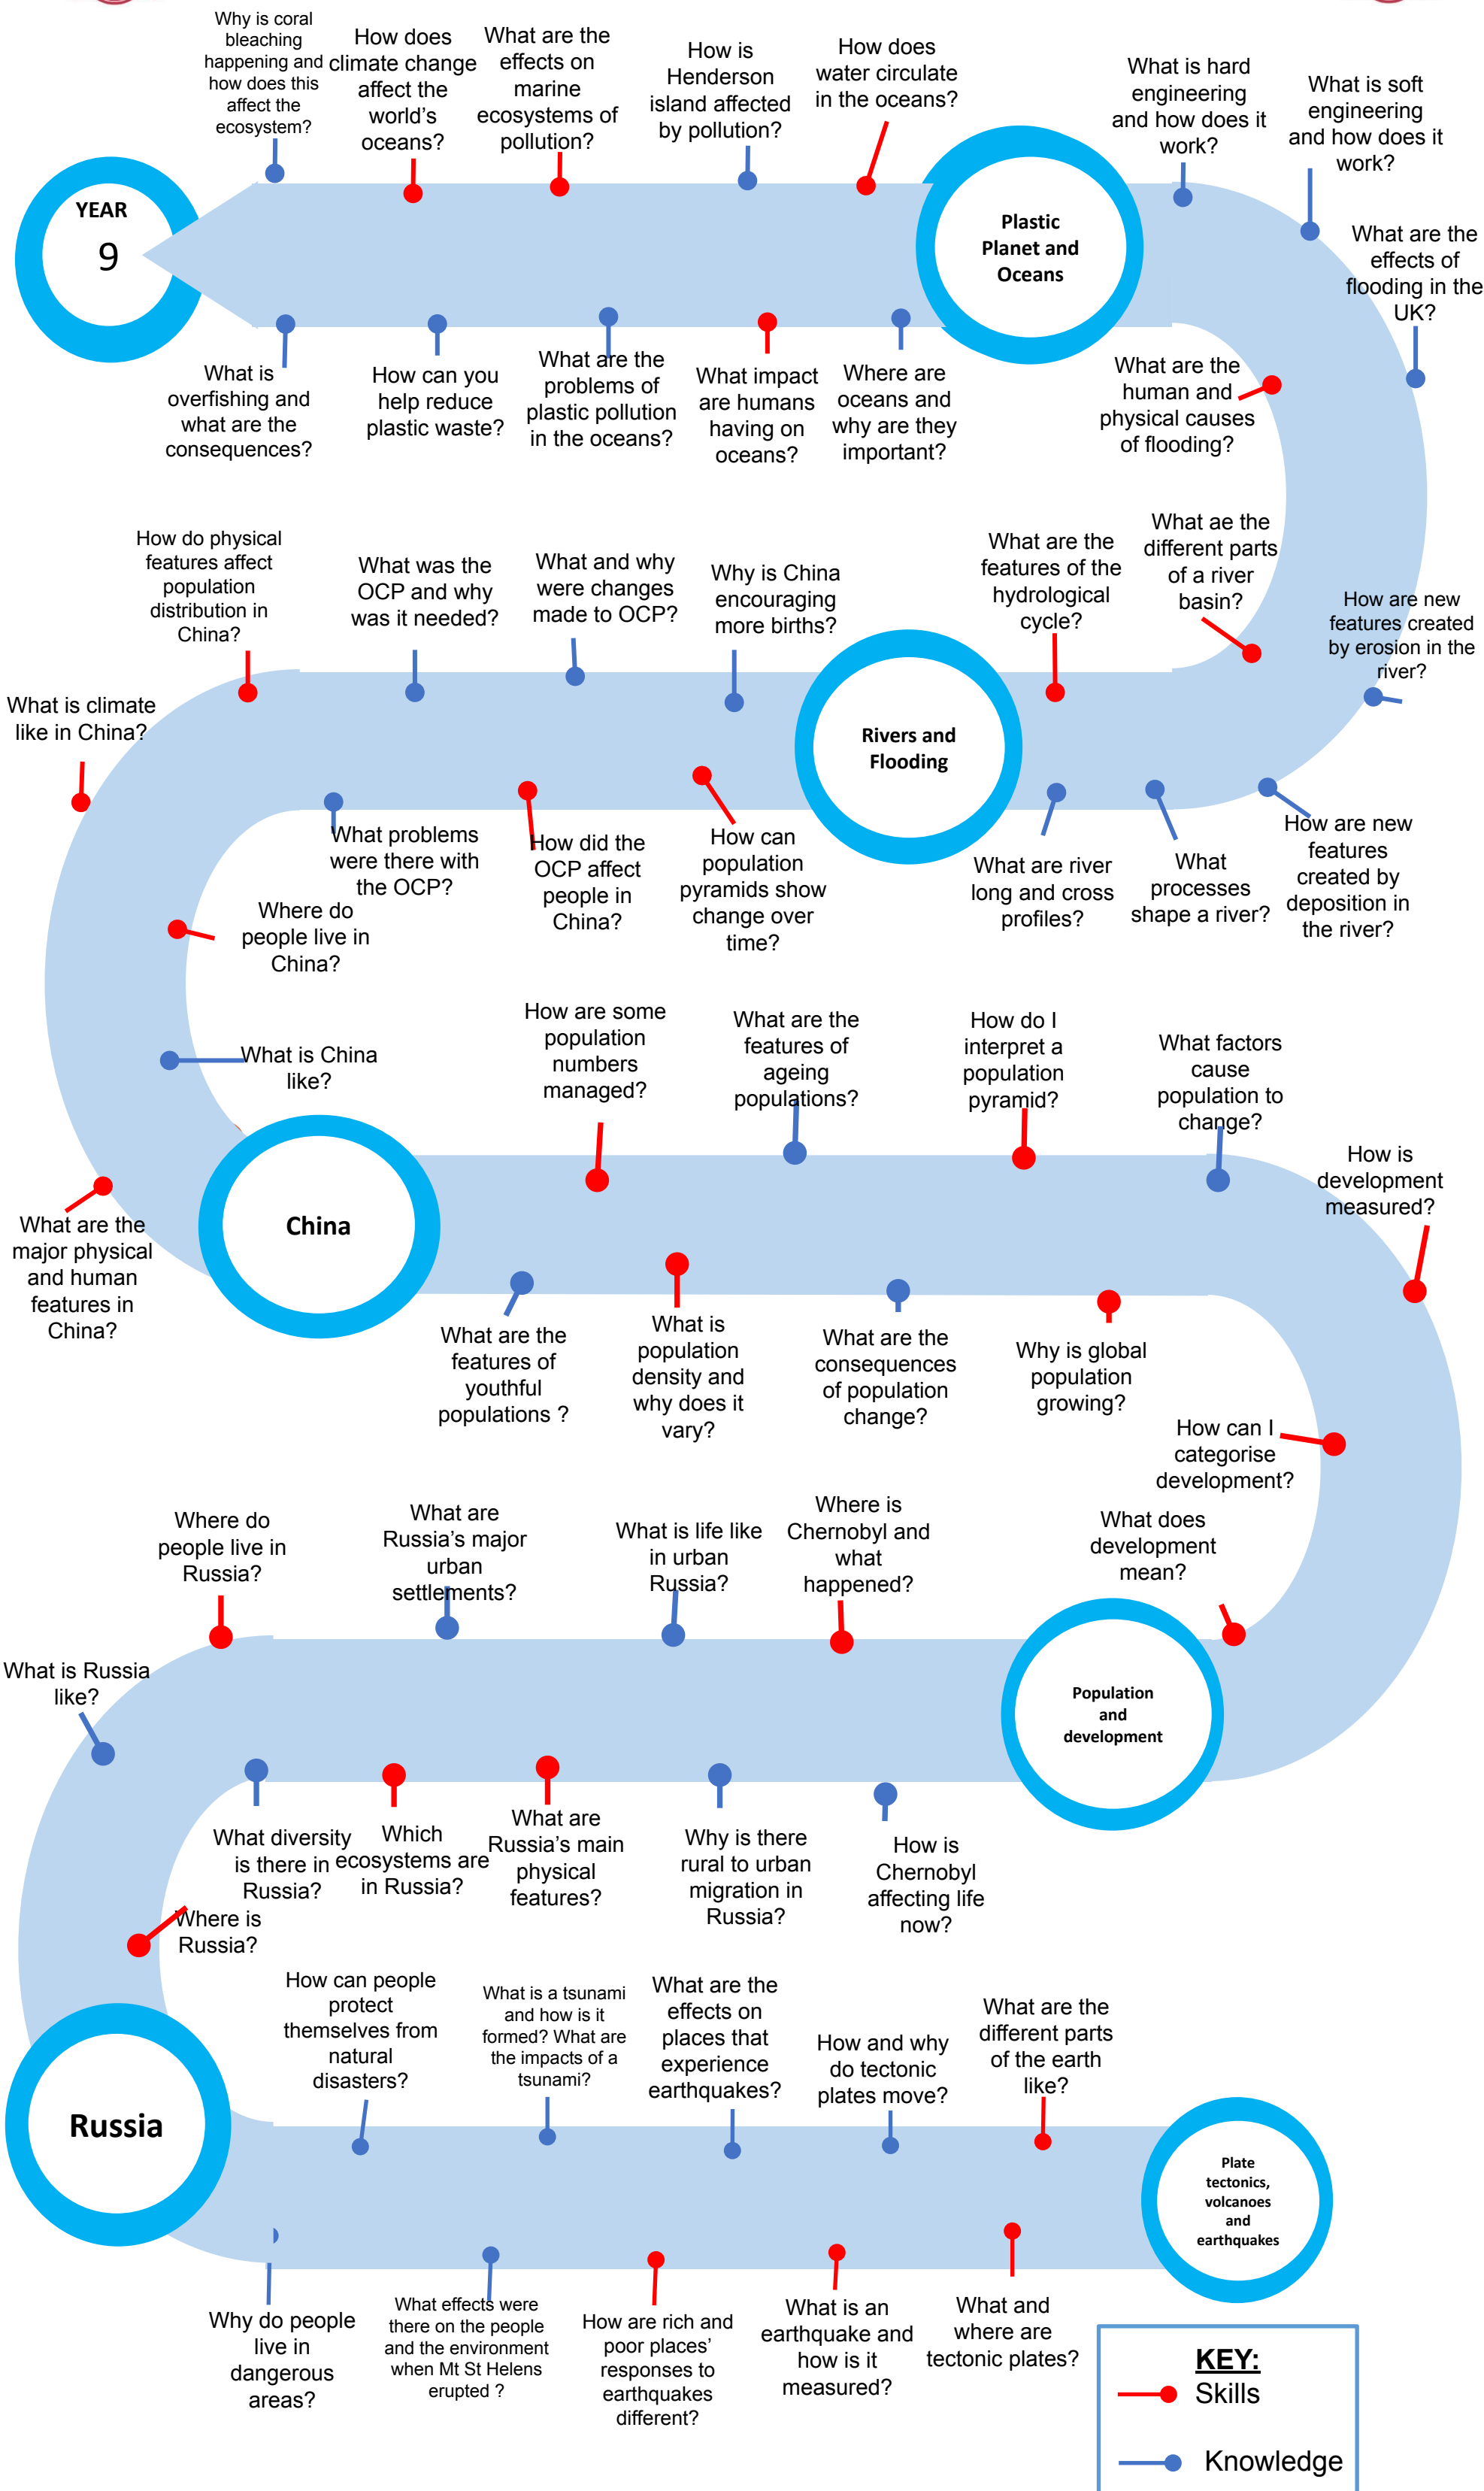 Why is coral
bleaching
happening and
how does this
affect the
ecosystem?
How does
climate change
affect the
world's
oceans?
What are the
effects on
marine
ecosystems of
pollution?
How is
Henderson
island affected
by pollution?
How does
water circulate
in the oceans?
What is hard
engineering
and how does it
work?
What is soft
engineering
and how does it
work?
YEAR
9
Plastic
Planet and
Oceans
What are the
effects of
flooding in the
UK?
What is
overfishing and
what are the
consequences?
How can you
help reduce
plastic waste?
What are the
problems of
plastic pollution
in the oceans?
What impact
are humans
having on
oceans?
Where are
oceans and
why are they
important?
What are the
human and
physical causes
of flooding?
How do physical
features affect
population
distribution in
China?
What was the
OCP and why
was it needed?
What and why
were changes
made to OCP?
Why is China
encouraging
more births?
What are the
features of the
hydrological
cycle?
What ae the
different parts
of a river
basin?
How are new
features created
by erosion in the
river?
What is climate
like in China?
Rivers and
Flooding
What problems
were there with
the OCP?
How did the
OCP affect
people in
China?
How can
population
pyramids show
change over
time?
What are river
long and cross
profiles?
What
processes
shape a river?
How are new
features
created by
deposition in
the river?
Where do
people live in
China?
What is China
like?
How are some
population
numbers
managed?
What are the
features of
ageing
populations?
How do I
interpret a
population
pyramid?
What factors
cause
population to
change?
How is
development
measured?
What are the
major physical
and human
features in
China?
China
What are the
features of
youthful
populations ?
What is
population
density and
why does it
vary?
What are the
consequences
of population
change?
Why is global
population
growing?
How can I
categorise
development?
Where do
people live in
Russia?
What are
Russia's major
urban
settlements?
What is life like
in urban
Russia?
Where is
Chernobyl and
what
happened?
What does
development
mean?
What is Russia
like?
Population
and
development
What diversity
is there in
Russia?
Which
ecosystems are
in Russia?
What are
Russia's main
physical
features?
Why is there
rural to urban
migration in
Russia?
How is
Chernobyl
affecting life
now?
Where is
Russia?
How can people
protect
themselves from
natural
disasters?
What is a tsunami
and how is it
formed? What are
the impacts of a
tsunami?
What are the
effects on
places that
experience
earthquakes?
How and why
do tectonic
plates move?
What are the
different parts
of the earth
like?
Russia
Plate
tectonics,
volcanoes
and
earthquakes
Why do people
live in
dangerous
areas?
What effects were
there on the people
and the environment
when Mt St Helens
erupted ?
How are rich and
poor places'
responses to
earthquakes
different?
What is an
earthquake and
how is it
measured?
What and
where are
tectonic plates?
KEY:
Skills
Knowledge